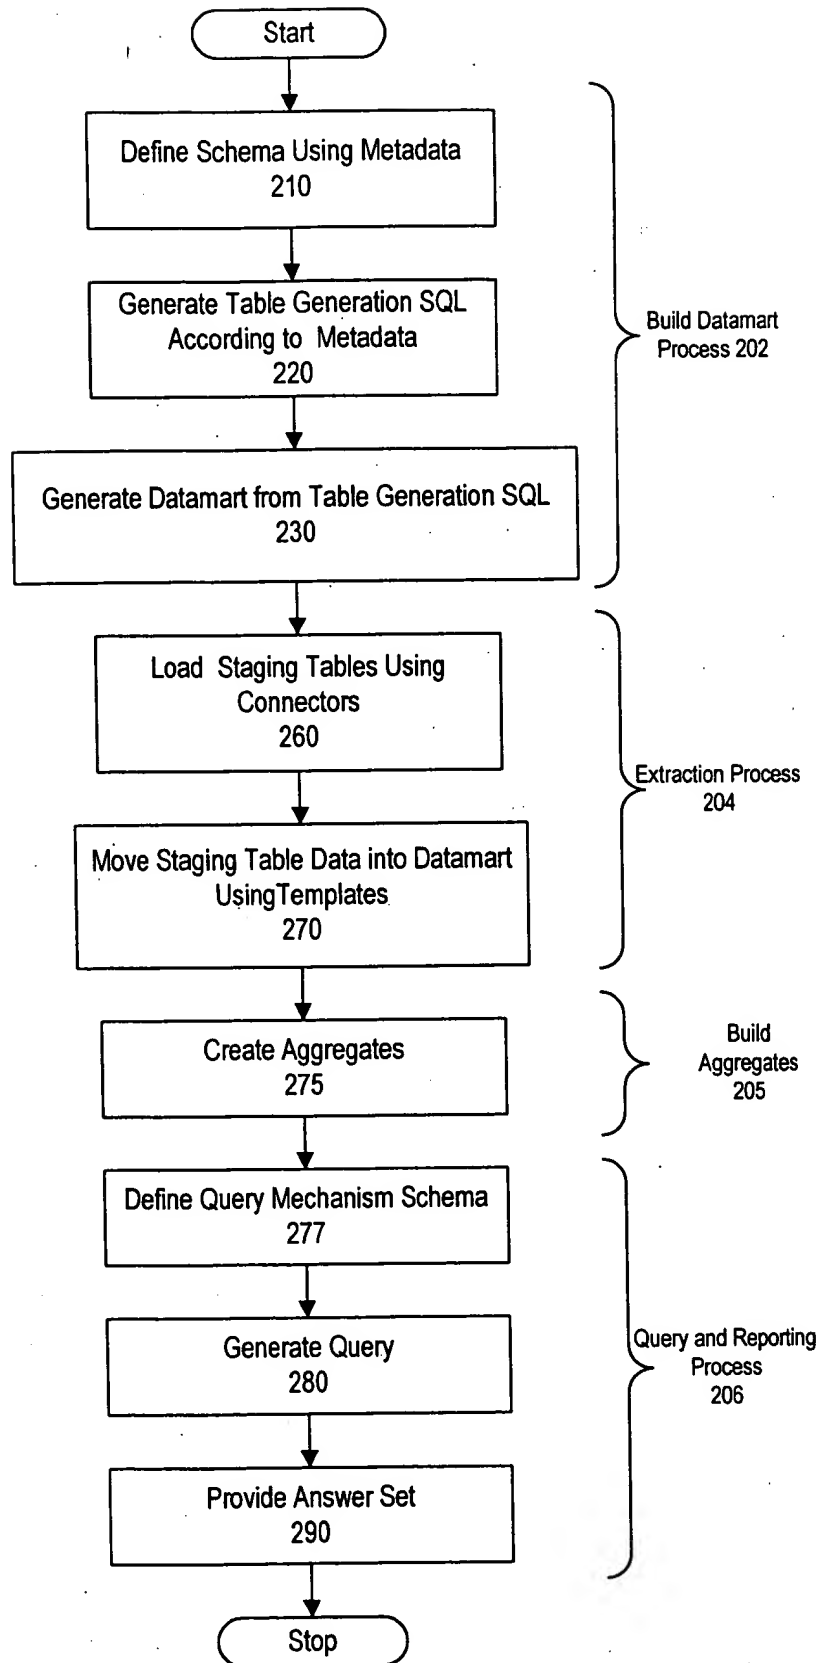 Start
Define Schema Using Metadata
210
Generate Table Generation SQL
According to Metadata
220
Build Datamart
Process 202
Generate Datamart from Table Generation SQL
230
Load Staging Tables Using
Connectors
260
Extraction Process
204
Move Staging Table Data into Datamart
UsingTemplates
270
Create Aggregates
275
Build
Aggregates
205
Define Query Mechanism Schema
277
Generate Query
280
Query and Reporting
Process
206
Provide Answer Set
290
Stop